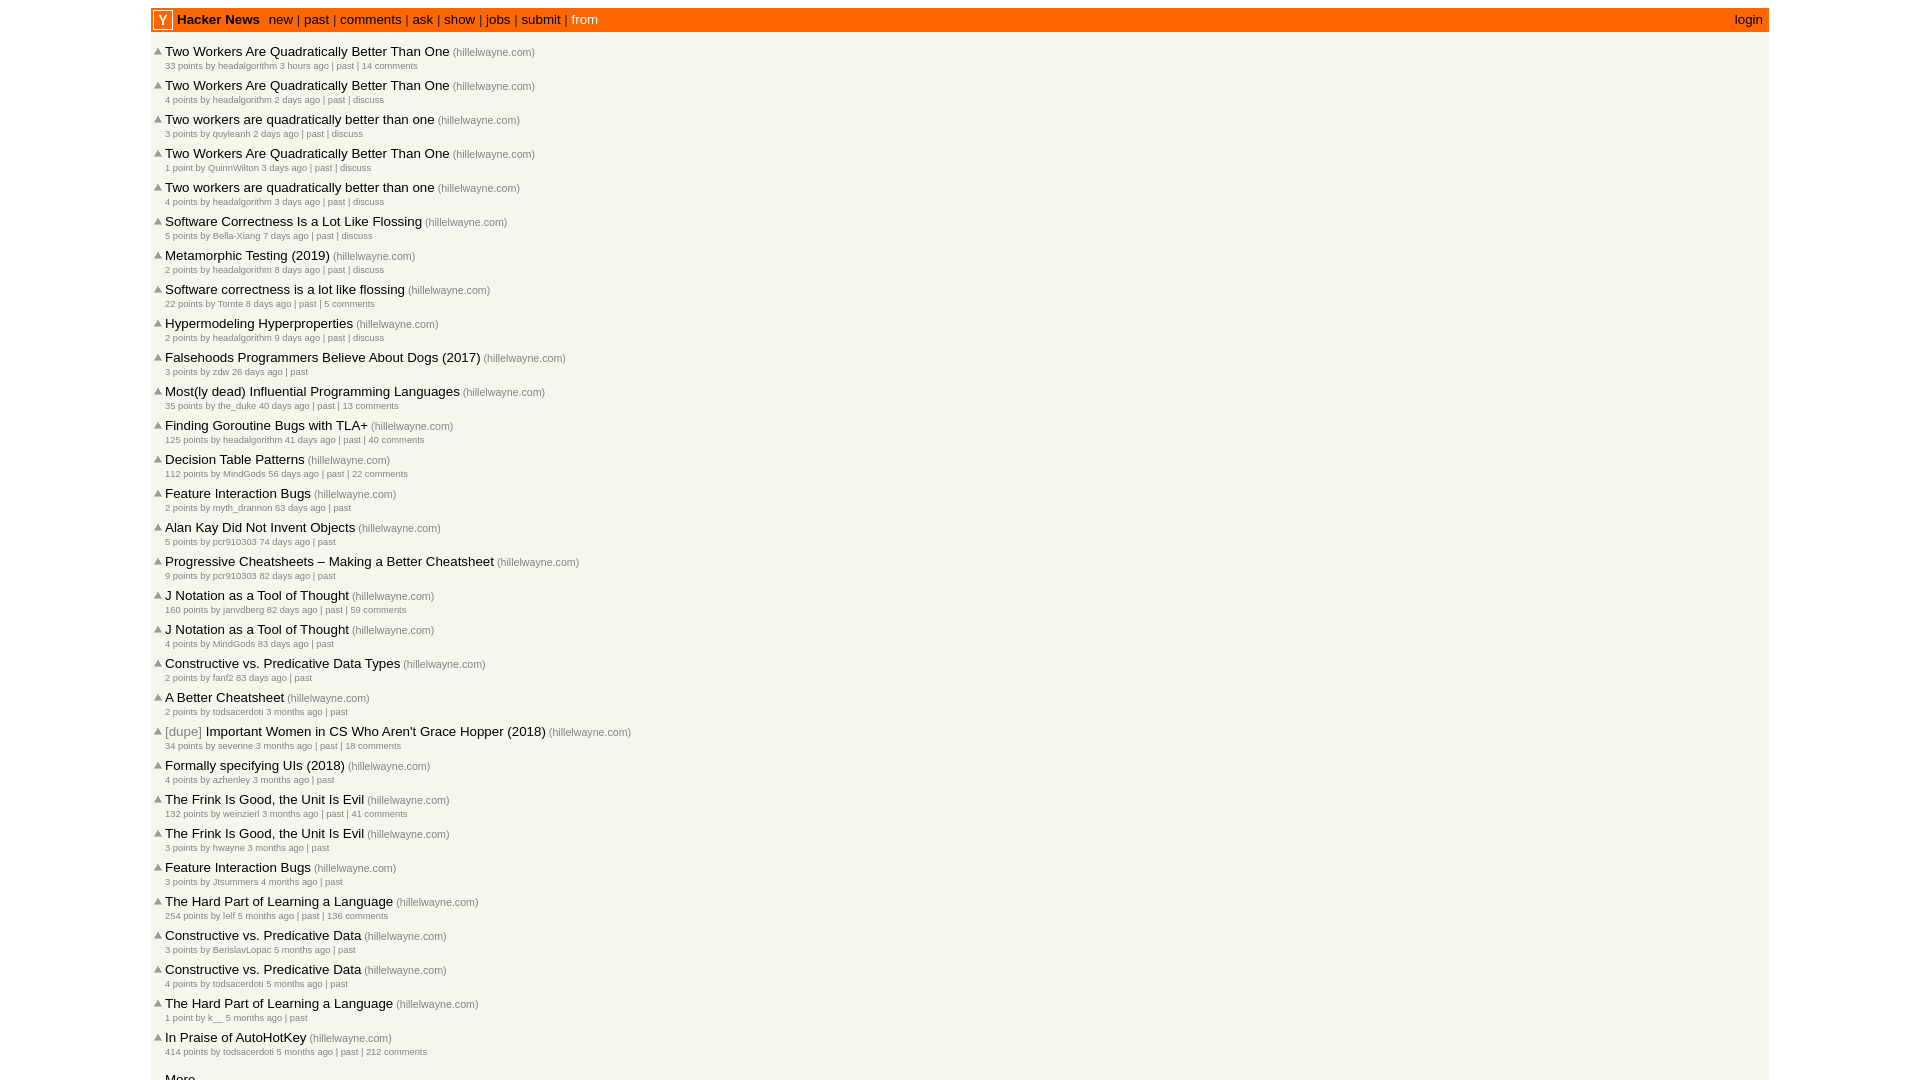 Y Hacker News new | past | comments | ask | show | jobs | submit | from login
Two Workers Are Quadratically Better Than One (hillelwayne.com)
33 points by headalgorithm 3 hours ago | past | 14 comments
Two Workers Are Quadratically Better Than One (hillelwayne.com)
4 points by headalgorithm 2 days ago | past | discuss
Two workers are quadratically better than one (hillelwayne.com)
3 points by quyleanh 2 days ago | past | discuss
Two Workers Are Quadratically Better Than One (hillelwayne.com)
1 point by QuinnWilton 3 days ago | past | discuss
Two workers are quadratically better than one (hillelwayne.com)
4 points by headalgorithm 3 days ago | past | discuss
Software Correctness Is a Lot Like Flossing (hillelwayne.com)
5 points by Bella-Xiang 7 days ago | past | discuss
Metamorphic Testing (2019) (hillelwayne.com)
2 points by headalgorithm 8 days ago | past | discuss
Software correctness is a lot like flossing (hillelwayne.com)
22 points by Tomte 8 days ago | past | 5 comments
Hypermodeling Hyperproperties (hillelwayne.com)
2 points by headalgorithm 9 days ago | past | discuss
Falsehoods Programmers Believe About Dogs (2017) (hillelwayne.com)
3 points by zdw 26 days ago | past
Most(ly dead) Influential Programming Languages (hillelwayne.com)
35 points by the_duke 40 days ago | past | 13 comments
Finding Goroutine Bugs with TLA+ (hillelwayne.com)
125 points by headalgorithm 41 days ago | past | 40 comments
Decision Table Patterns (hillelwayne.com)
112 points by MindGods 56 days ago | past | 22 comments
Feature Interaction Bugs (hillelwayne.com)
2 points by myth_drannon 63 days ago | past
Alan Kay Did Not Invent Objects (hillelwayne.com)
5 points by pcr910303 74 days ago | past
Progressive Cheatsheets – Making a Better Cheatsheet (hillelwayne.com)
9 points by pcr910303 82 days ago | past
J Notation as a Tool of Thought (hillelwayne.com)
160 points by janvdberg 82 days ago | past | 59 comments
J Notation as a Tool of Thought (hillelwayne.com)
4 points by MindGods 83 days ago | past
Constructive vs. Predicative Data Types (hillelwayne.com)
2 points by fanf2 83 days ago | past
A Better Cheatsheet (hillelwayne.com)
2 points by todsacerdoti 3 months ago | past
[dupe] Important Women in CS Who Aren't Grace Hopper (2018) (hillelwayne.com)
34 points by severine 3 months ago | past | 18 comments
Formally specifying UIs (2018) (hillelwayne.com)
4 points by azhenley 3 months ago | past
The Frink Is Good, the Unit Is Evil (hillelwayne.com)
132 points by weinzierl 3 months ago | past | 41 comments
The Frink Is Good, the Unit Is Evil (hillelwayne.com)
3 points by hwayne 3 months ago | past
Feature Interaction Bugs (hillelwayne.com)
3 points by Jtsummers 4 months ago | past
The Hard Part of Learning a Language (hillelwayne.com)
254 points by lelf 5 months ago | past | 136 comments
Constructive vs. Predicative Data (hillelwayne.com)
3 points by BerislavLopac 5 months ago | past
Constructive vs. Predicative Data (hillelwayne.com)
4 points by todsacerdoti 5 months ago | past
The Hard Part of Learning a Language (hillelwayne.com)
1 point by k__ 5 months ago | past
In Praise of AutoHotKey (hillelwayne.com)
414 points by todsacerdoti 5 months ago | past | 212 comments
More